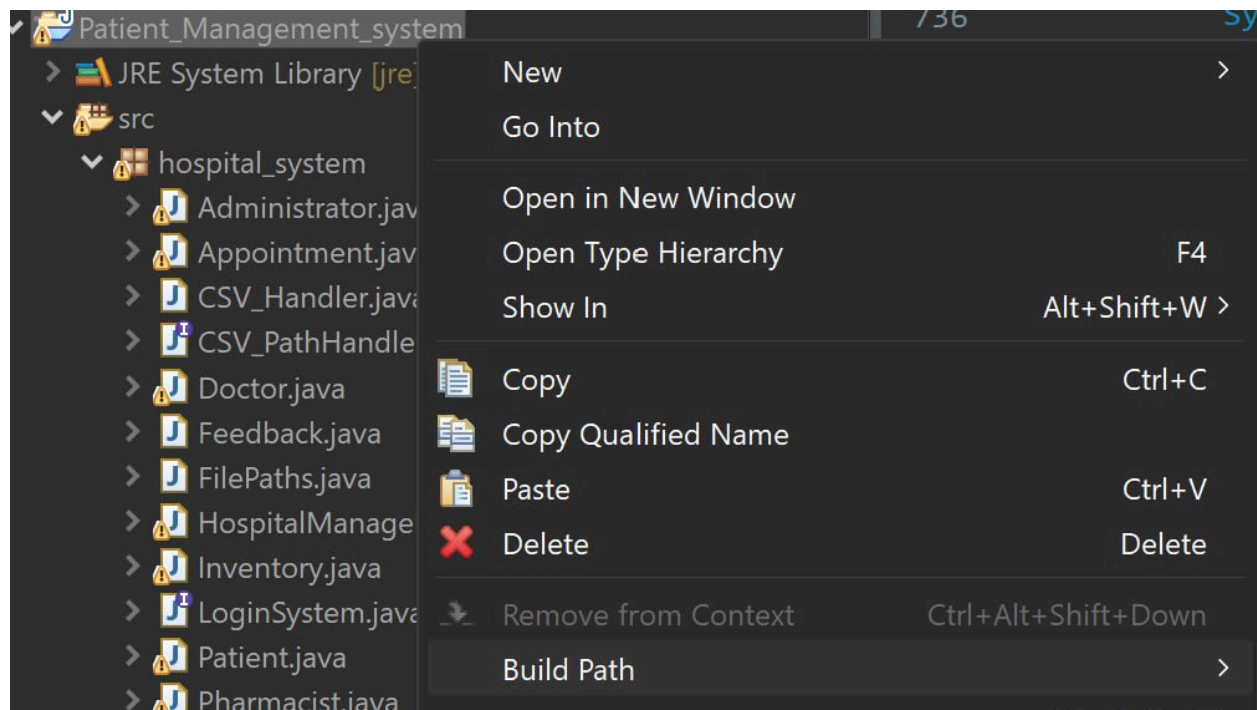 Patient_Management_system
JRE System Library [jre]
src
hospital_system
Administrator.jav
Appointment.jav
CSV_Handler.java
CSV_PathHandle
Doctor.java
Feedback.java
FilePaths.java
HospitalManage
Inventory.java
LoginSystem.java
Patient.java
Pharmacist.java
736
Sy
New
Go Into
Open in New Window
Open Type Hierarchy F4
Show In Alt+Shift+W >
Copy Ctrl+C
Copy Qualified Name
Paste Ctrl+V
Delete Delete
Remove from Context Ctrl+Alt+Shift+Down
Build Path >